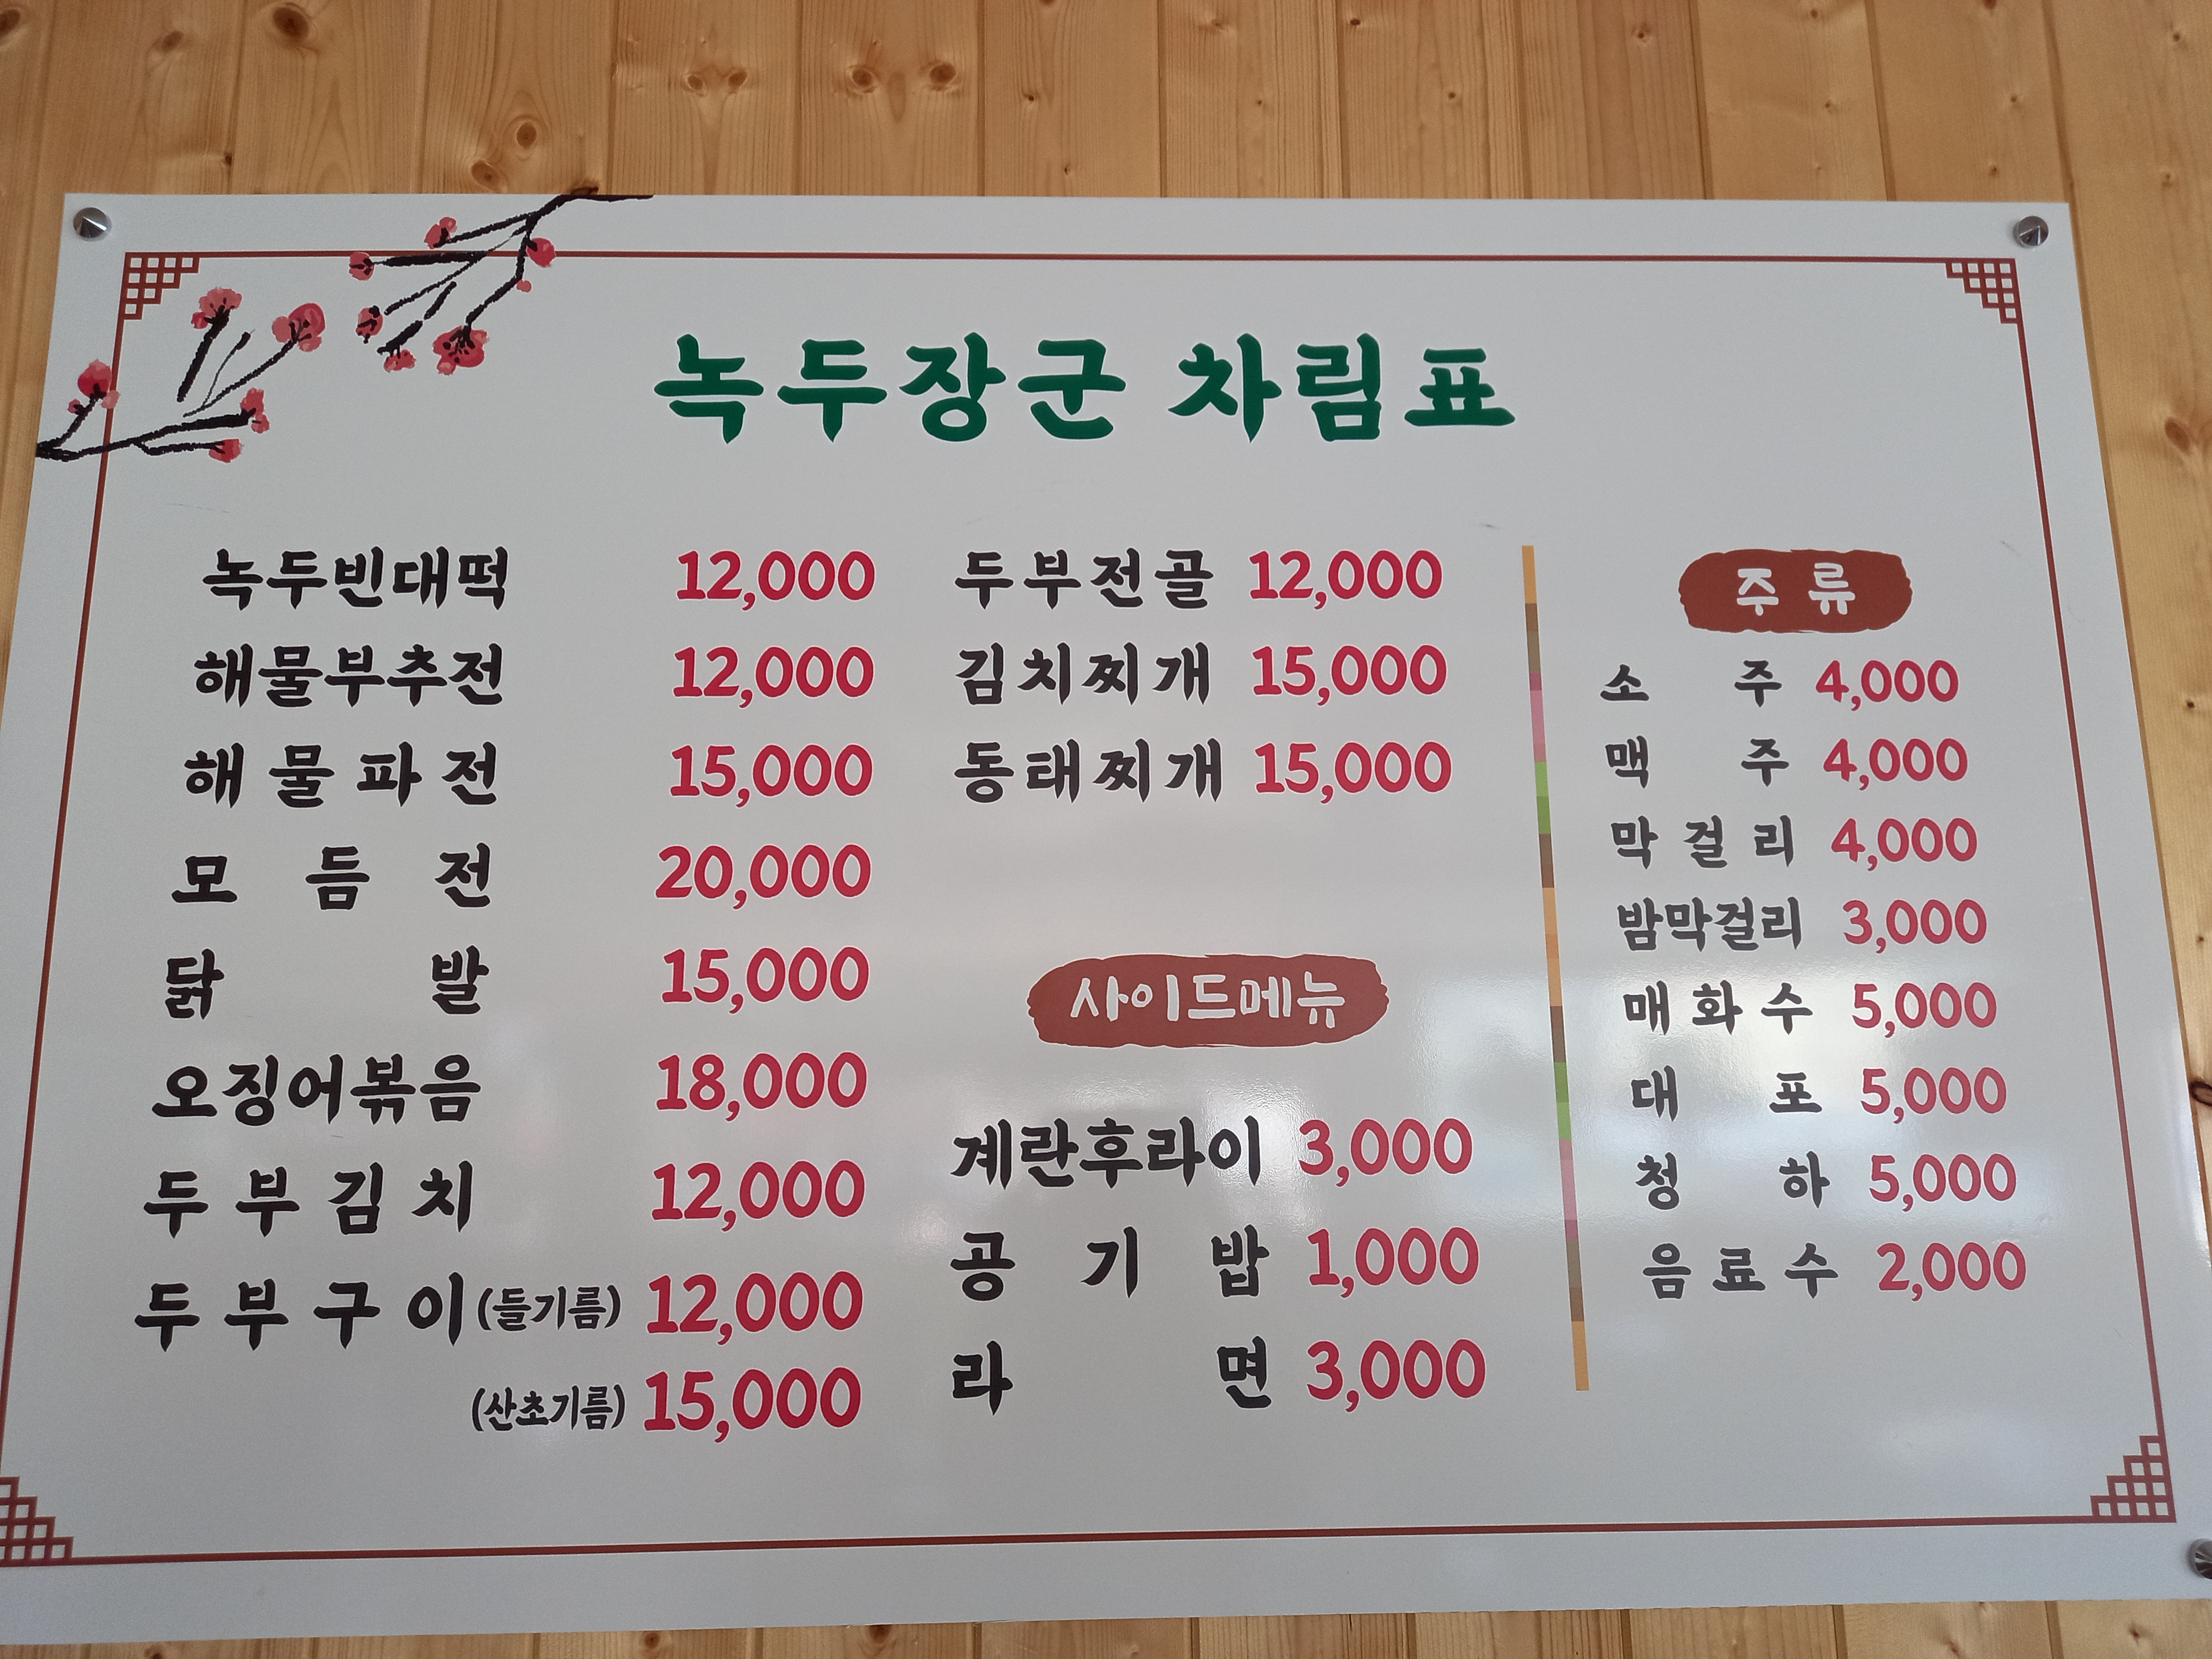 녹두장군 차림표
녹두빈대떡 12,000
해물부추전 12,000
해물파전 15,000
모듬전 20,000
닭발 15,000
오징어볶음 18,000
두부김치 12,000
두부구이(들기름) 12,000
(산초기름) 15,000
두부전골 12,000
김치찌개 15,000
동태찌개 15,000
사이드메뉴
계란후라이 3,000
공기밥 1,000
라면 3,000
주류
소주 4,000
맥주 4,000
막걸리 4,000
밤막걸리 3,000
매화수 5,000
대포 5,000
청하 5,000
음료수 2,000